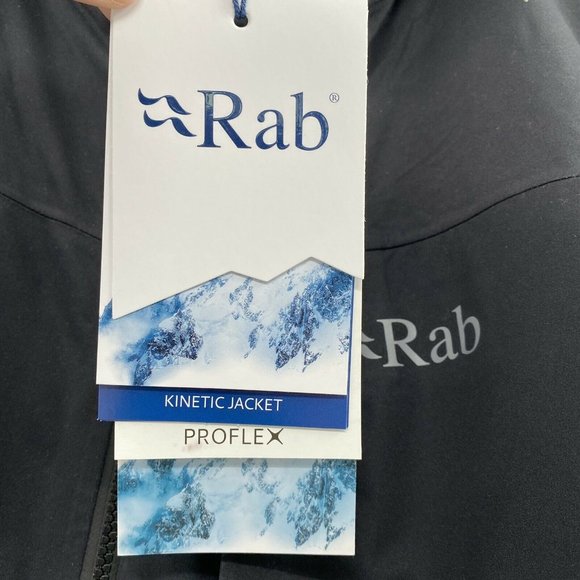 Rab®
KINETIC JACKET
PROFLEX
Rab